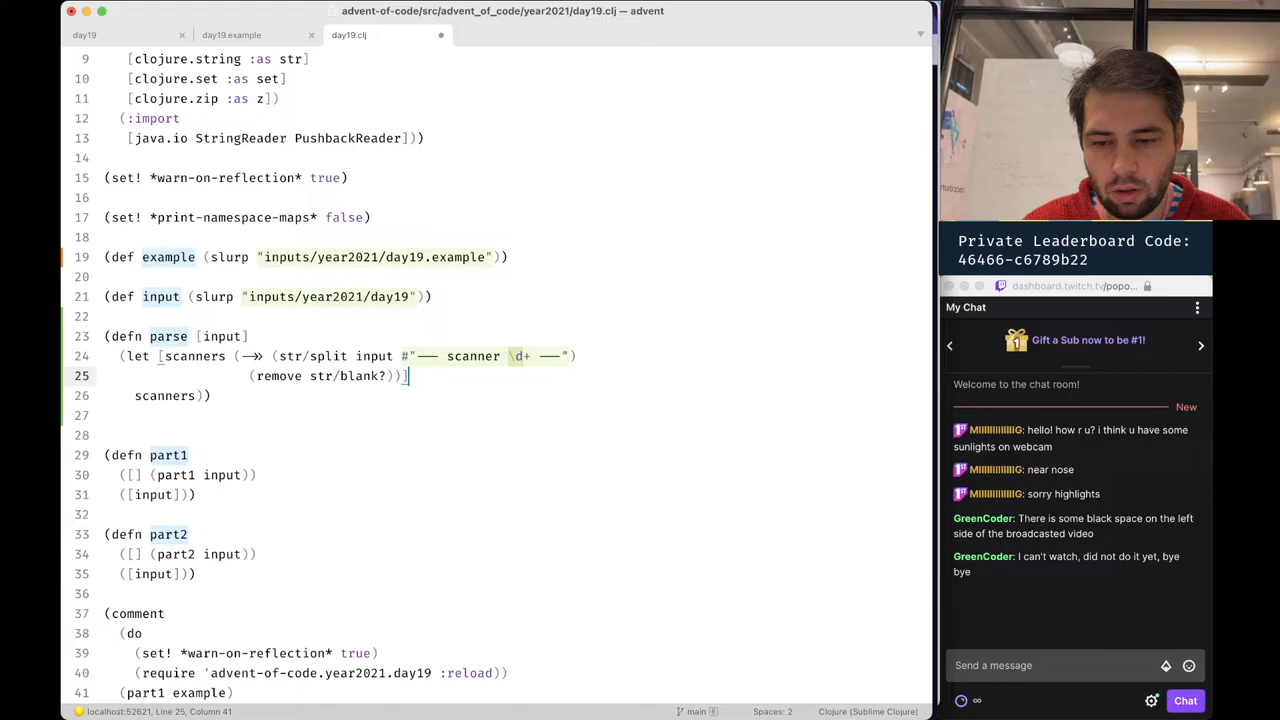 advent-of-code/src/advent_of_code/year2021/day19.clj — advent
day19
day19.example
day19.clj
9 [clojure.string :as str]
10 [clojure.set :as set]
11 [clojure.zip :as z])
12 (:import
13 [java.io StringReader PushbackReader]))
14
15 (set! *warn-on-reflection* true)
16
17 (set! *print-namespace-maps* false)
18
19 (def example (slurp "inputs/year2021/day19.example"))
20
21 (def input (slurp "inputs/year2021/day19"))
22
23 (defn parse [input]
24 (let [scanners (->> (str/split input #"--- scanner \d+ ---")
25 (remove str/blank?))]
26 scanners))
27
28
29 (defn part1
30 ([] (part1 input))
31 ([input]))
32
33 (defn part2
34 ([] (part2 input))
35 ([input]))
36
37 (comment
38 (do
39 (set! *warn-on-reflection* true)
40 (require 'advent-of-code.year2021.day19 :reload))
41 (part1 example)
localhost:52621, Line 25, Column 41
main 6
Spaces: 2
Clojure (Sublime Clojure)
Private Leaderboard Code:
46466-c6789b22
dashboard.twitch.tv/popo...
My Chat
1
Gift a Sub now to be #1!
Welcome to the chat room!
New
hello! how r u? i think u have some
sunlights on webcam
near nose
sorry highlights
GreenCoder: There is some black space on the left
side of the broadcasted video
GreenCoder: I can't watch, did not do it yet, bye
bye
Send a message
∞
Chat